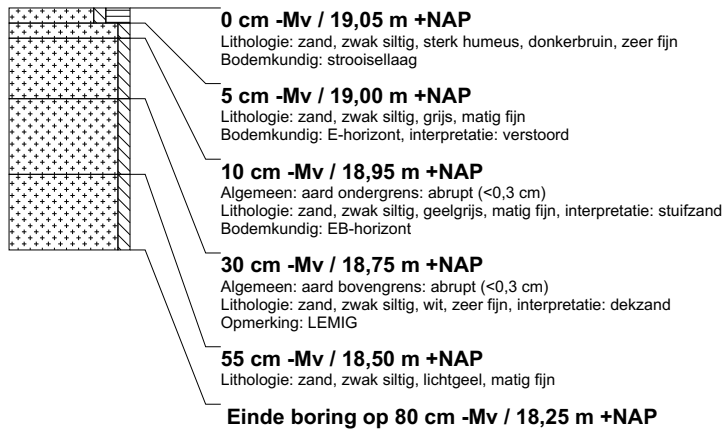 0 cm -Mv / 19,05 m +NAP
Lithologie: zand, zwak siltig, sterk humeus, donkerbruin, zeer fijn
Bodemkundig: strooisellaag
5 cm -Mv / 19,00 m +NAP
Lithologie: zand, zwak siltig, grijs, matig fijn
Bodemkundig: E-horizont, interpretatie: verstoord
10 cm -Mv / 18,95 m +NAP
Algemeen: aard ondergrens: abrupt (<0,3 cm)
Lithologie: zand, zwak siltig, geelgrijs, matig fijn, interpretatie: stuifzand
Bodemkundig: EB-horizont
30 cm -Mv / 18,75 m +NAP
Algemeen: aard bovengrens: abrupt (<0,3 cm)
Lithologie: zand, zwak siltig, wit, zeer fijn, interpretatie: dekzand
Opmerking: LEMIG
55 cm -Mv / 18,50 m +NAP
Lithologie: zand, zwak siltig, lichtgeel, matig fijn
Einde boring op 80 cm -Mv / 18,25 m +NAP